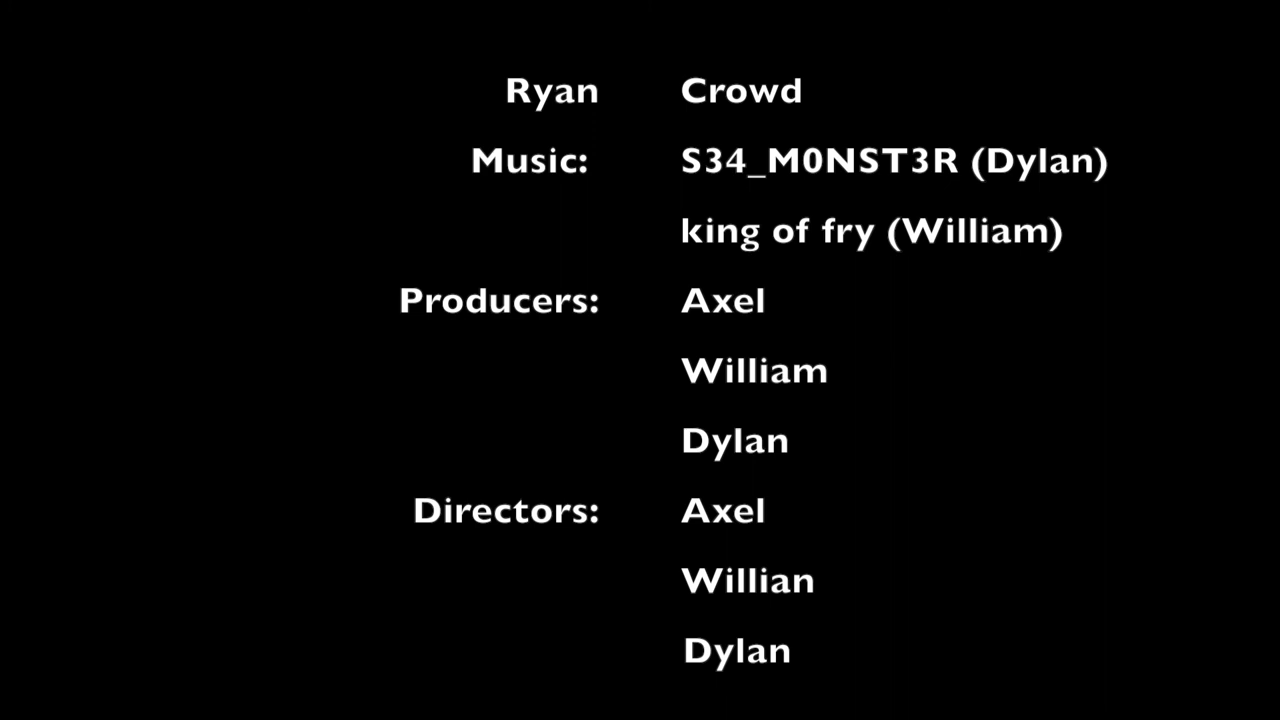 Ryan Crowd
Music: S34_M0NST3R (Dylan)
king of fry (William)
Producers: Axel
William
Dylan
Directors: Axel
Willian
Dylan